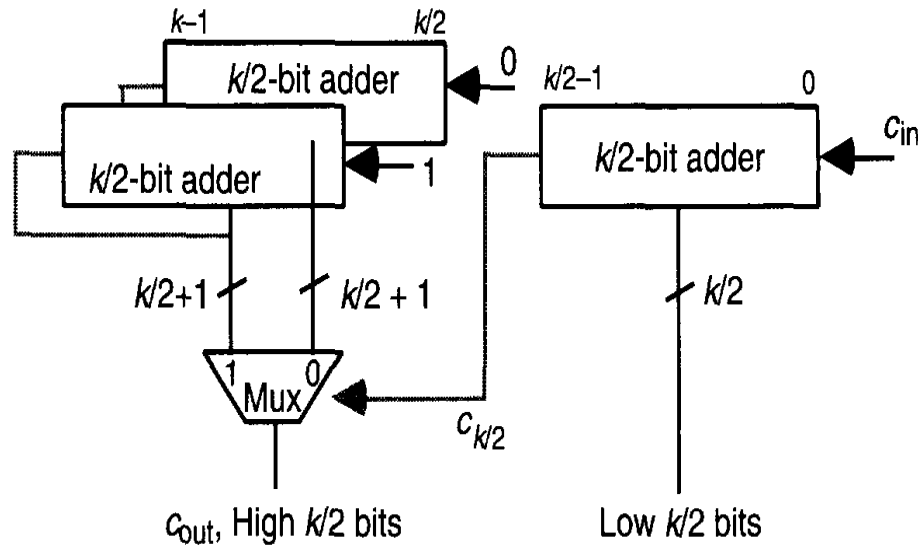 k–1
k/2
k/2-bit adder
0
k/2–1
0
k/2-bit adder
1
k/2-bit adder
c_in
k/2+1
k/2 + 1
k/2
1
0
Mux
c_k/2
c_out, High k/2 bits
Low k/2 bits